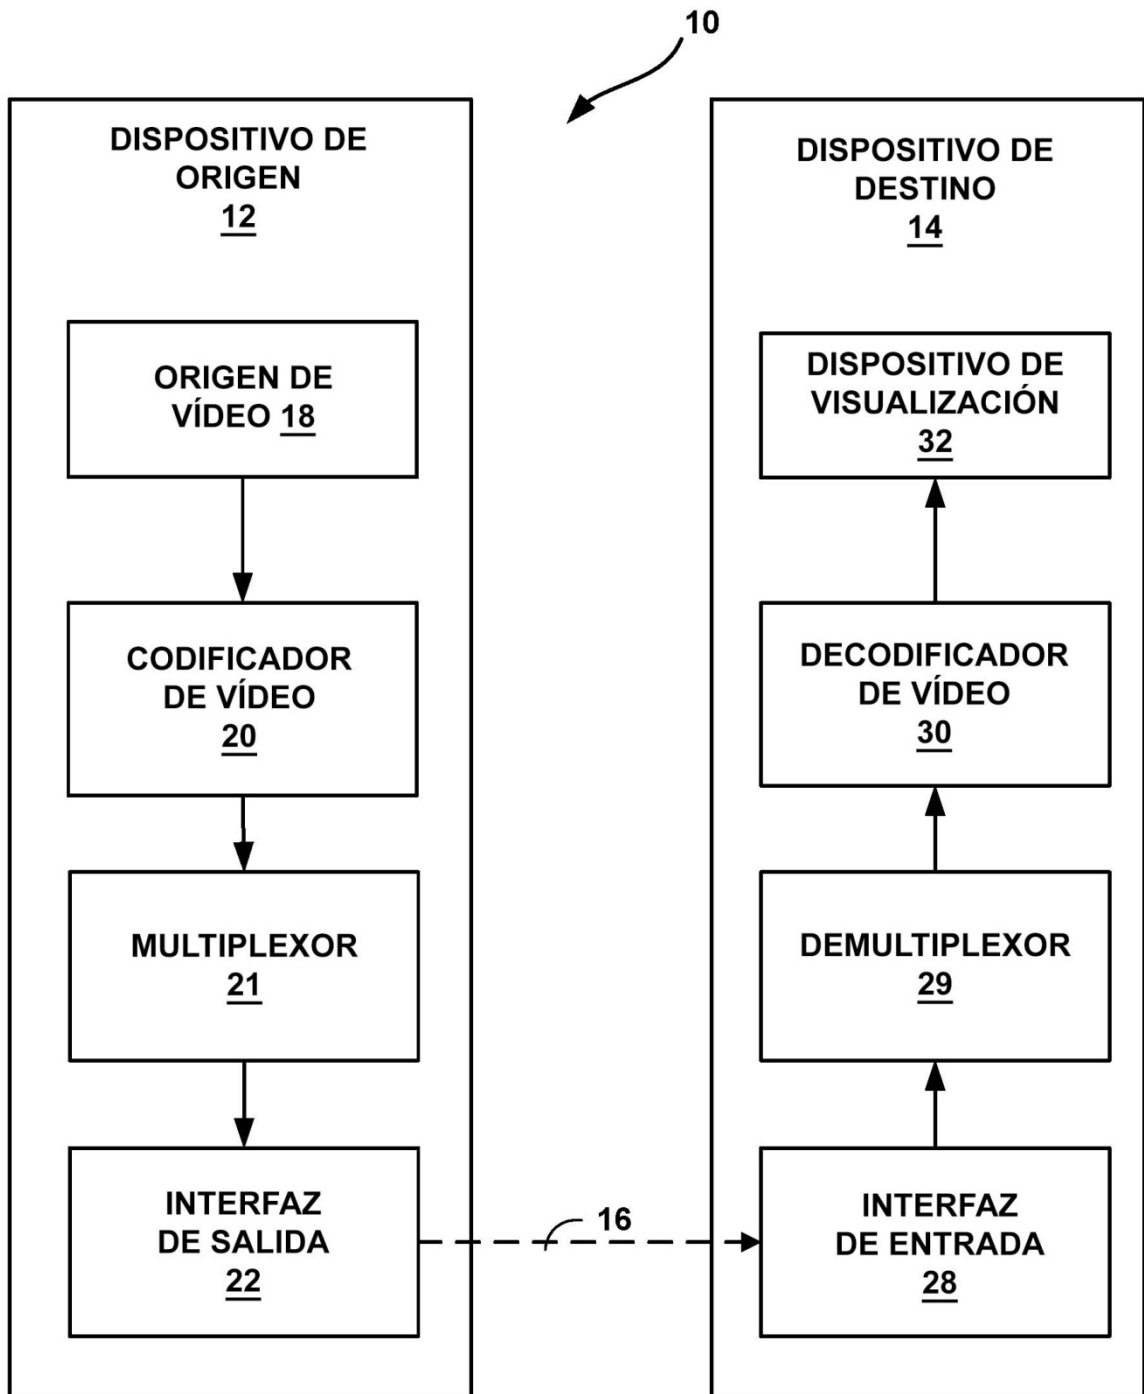 10
DISPOSITIVO DE
ORIGEN
12
ORIGEN DE
VÍDEO 18
CODIFICADOR
DE VÍDEO
20
MULTIPLEXOR
21
INTERFAZ
DE SALIDA
22
16
DISPOSITIVO DE
DESTINO
14
DISPOSITIVO DE
VISUALIZACIÓN
32
DECODIFICADOR
DE VÍDEO
30
DEMULTIPLEXOR
29
INTERFAZ
DE ENTRADA
28